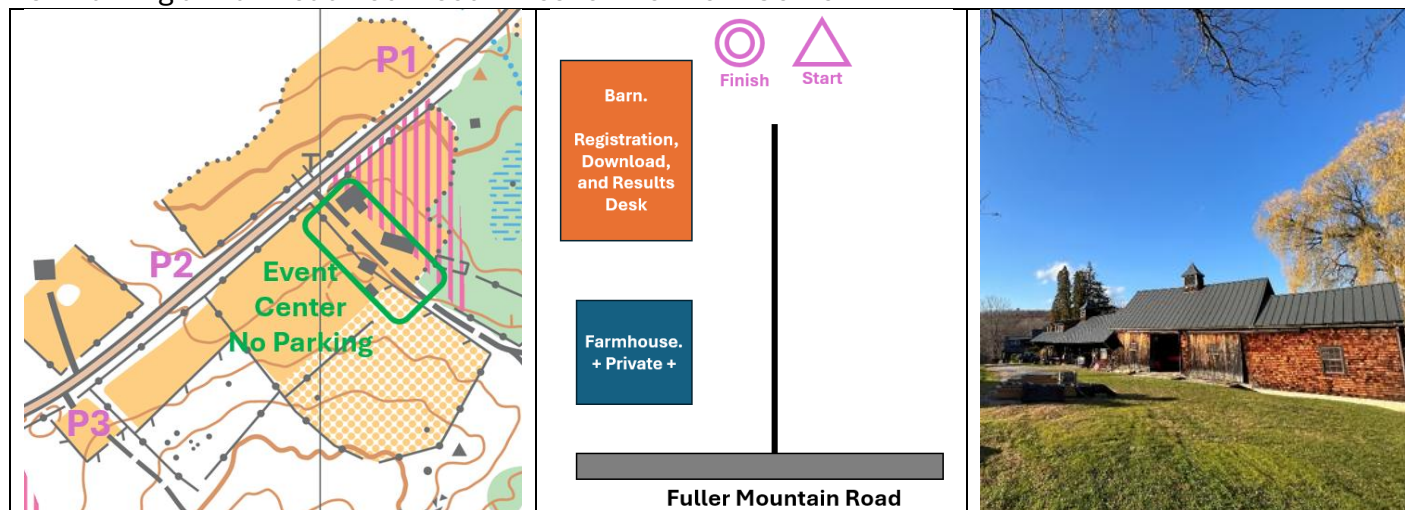 P1
P2
Event
Center
No Parking
P3
Finish
Start
Barn.
Registration,
Download,
and Results
Desk
Farmhouse.
+ Private +
Fuller Mountain Road